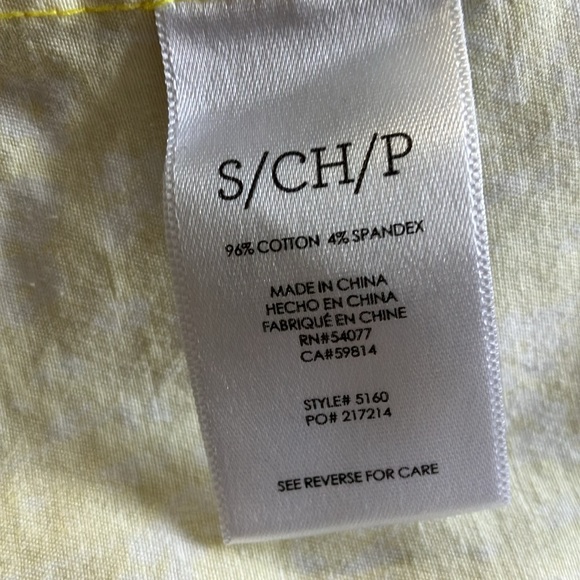 S/CH/P
96% COTTON 4% SPANDEX
MADE IN CHINA
HECHO EN CHINA
FABRIQUÉ EN CHINE
RN#54077
CA#59814
STYLE# 5160
PO# 217214
SEE REVERSE FOR CARE